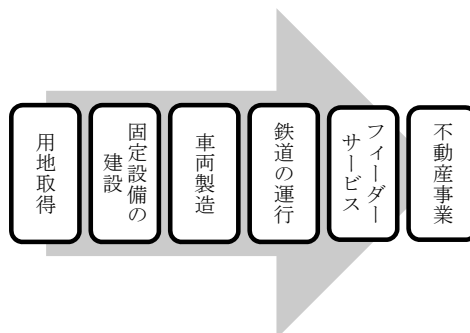 用地取得
固定設備の
建設
車両製造
鉄道の運行
フィーダー
サービス
不動産事業